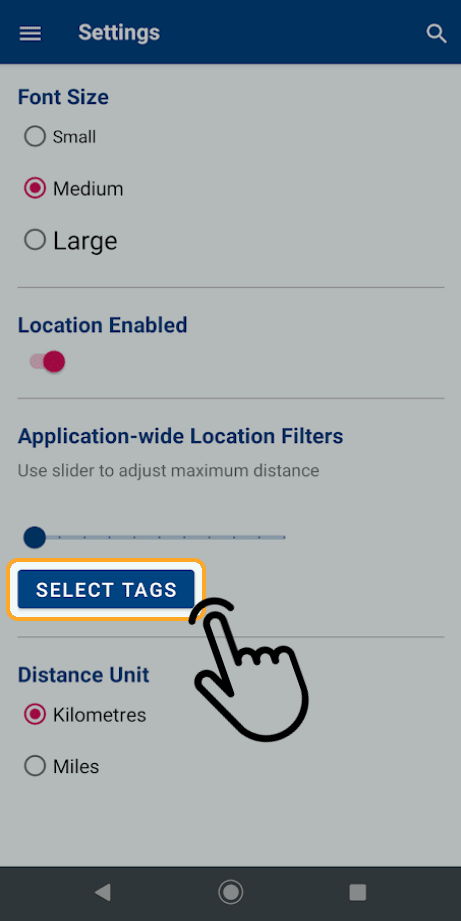 Settings
Font Size
Small
Medium
Large
Location Enabled
Application-wide Location Filters
Use slider to adjust maximum distance
SELECT TAGS
Distance Unit
Kilometres
Miles